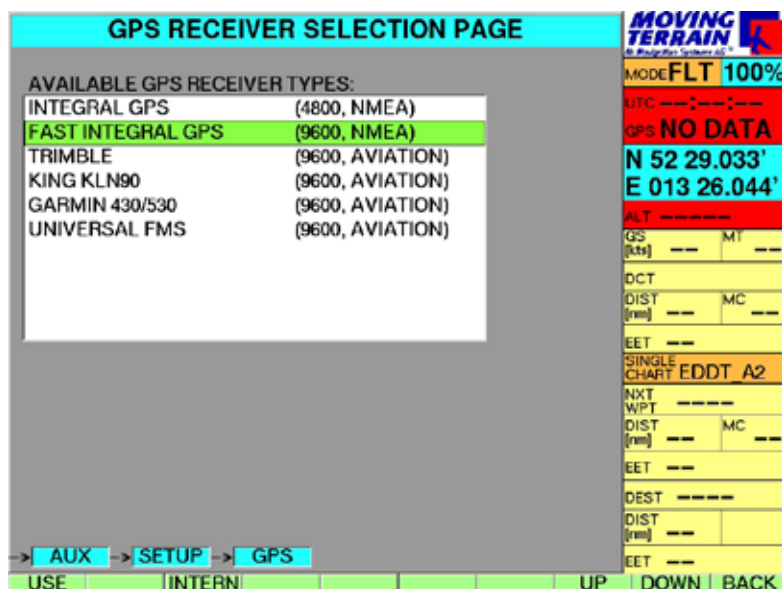 GPS RECEIVER SELECTION PAGE
AVAILABLE GPS RECEIVER TYPES:
INTEGRAL GPS (4800, NMEA)
FAST INTEGRAL GPS (9600, NMEA)
TRIMBLE (9600, AVIATION)
KING KLN90 (9600, AVIATION)
GARMIN 430/530 (9600, AVIATION)
UNIVERSAL FMS (9600, AVIATION)
-> AUX -> SETUP -> GPS
MOVING
TERRAIN
MODE FLT 100%
UTC --:--:--
GPS NO DATA
N 52 29.033'
E 013 26.044'
ALT -----
GS [kts] -- MT --
DCT
DIST [nm] -- MC --
EET --
SINGLE CHART EDDT_A2
NXT WPT ----
DIST [nm] -- MC --
EET --
DEST ----
DIST [nm] --
EET --
USE INTERN UP DOWN BACK